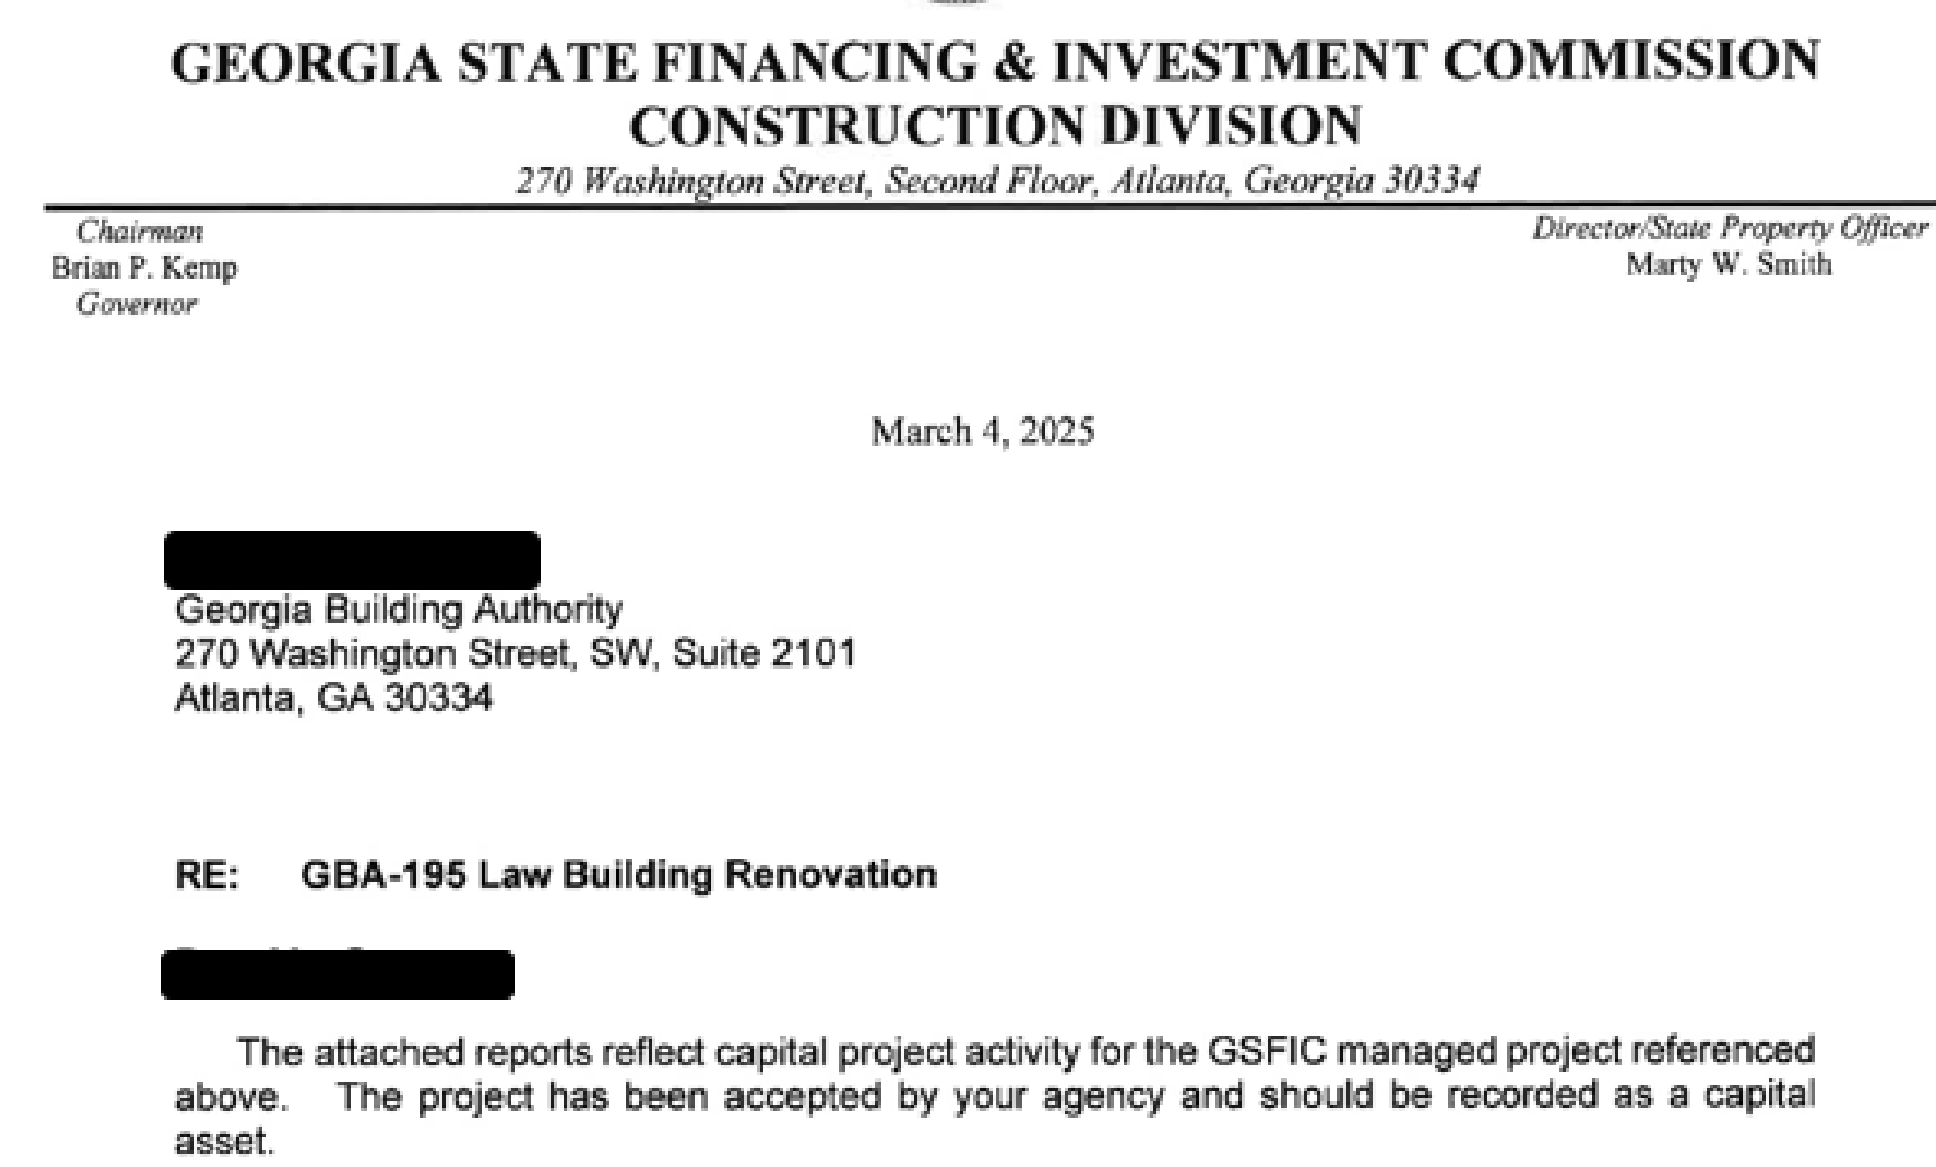 GEORGIA STATE FINANCING & INVESTMENT COMMISSION
CONSTRUCTION DIVISION
270 Washington Street, Second Floor, Atlanta, Georgia 30334
Chairman
Brian P. Kemp
Governor
Director/State Property Officer
Marty W. Smith
March 4, 2025
Georgia Building Authority
270 Washington Street, SW, Suite 2101
Atlanta, GA 30334
RE: GBA-195 Law Building Renovation
The attached reports reflect capital project activity for the GSFIC managed project referenced
above. The project has been accepted by your agency and should be recorded as a capital
asset.